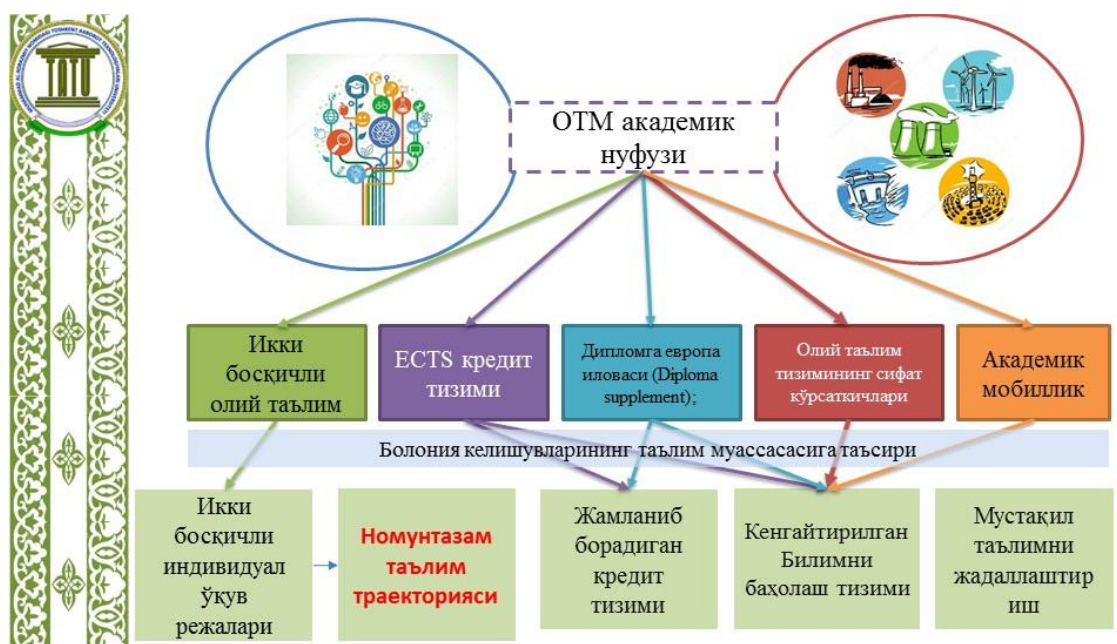 TATU
ОТМ академик
нуфузи
Икки
босқичли
олий таълим
ECTS кредит
тизими
Дипломга европа
иловаси (Diploma
supplement);
Олий таълим
тизимининг сифат
кўрсаткичлари
Академик
мобиллик
Болония келишувларининг таълим муассасасига таъсири
Икки
босқичли
индивидуал
ўқув
режалари
Номунтазам
таълим
траекторияси
Жамланиб
борадиган
кредит
тизими
Кенгайтирилган
Билимни
баҳолаш тизими
Мустақил
таълимни
жадаллаштир
иш